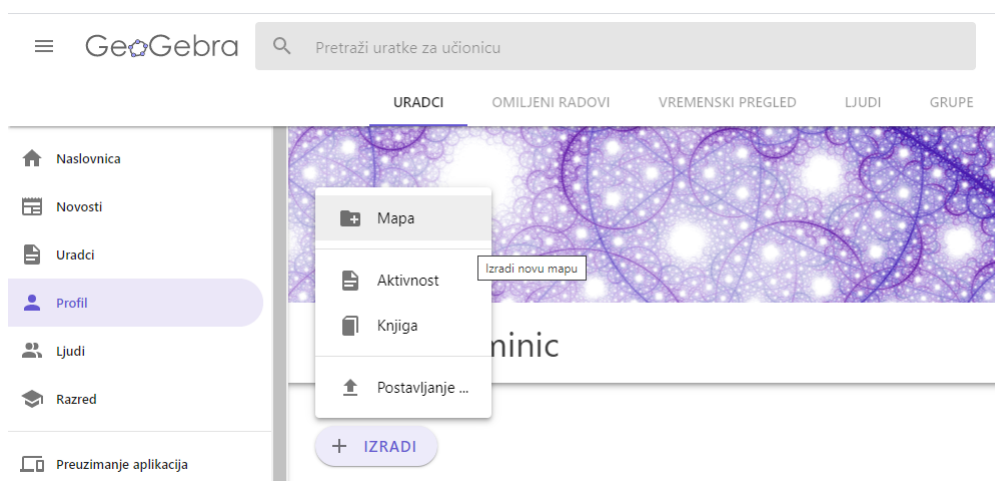 GeoGebra
Pretraži uratke za učionicu
URADCI OMILJENI RADOVI VREMENSKI PREGLED LJUDI GRUPE
Naslovnica
Novosti
Uradci
Profil
Ljudi
Razred
Preuzimanje aplikacija
Mapa
Izradi novu mapu
Aktivnost
Knjiga
Postavljanje ...
+ IZRADI